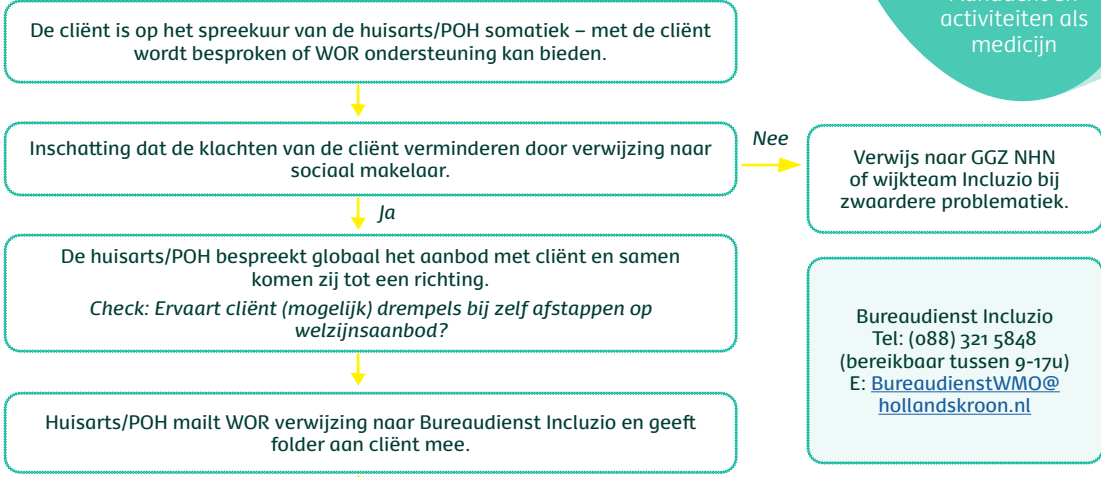 activiteiten als
medicijn
De cliënt is op het spreekuur van de huisarts/POH somatiek – met de cliënt
wordt besproken of WOR ondersteuning kan bieden.
Inschatting dat de klachten van de cliënt verminderen door verwijzing naar
sociaal makelaar.
Nee
Verwijs naar GGZ NHN
of wijkteam Incluzio bij
zwaardere problematiek.
Ja
De huisarts/POH bespreekt globaal het aanbod met cliënt en samen
komen zij tot een richting.
Check: Ervaart cliënt (mogelijk) drempels bij zelf afstappen op
welzijnsaanbod?
Bureaudienst Incluzio
Tel: (088) 321 5848
(bereikbaar tussen 9-17u)
E: BureaudienstWMO@
hollandskroon.nl
Huisarts/POH mailt WOR verwijzing naar Bureaudienst Incluzio en geeft
folder aan cliënt mee.